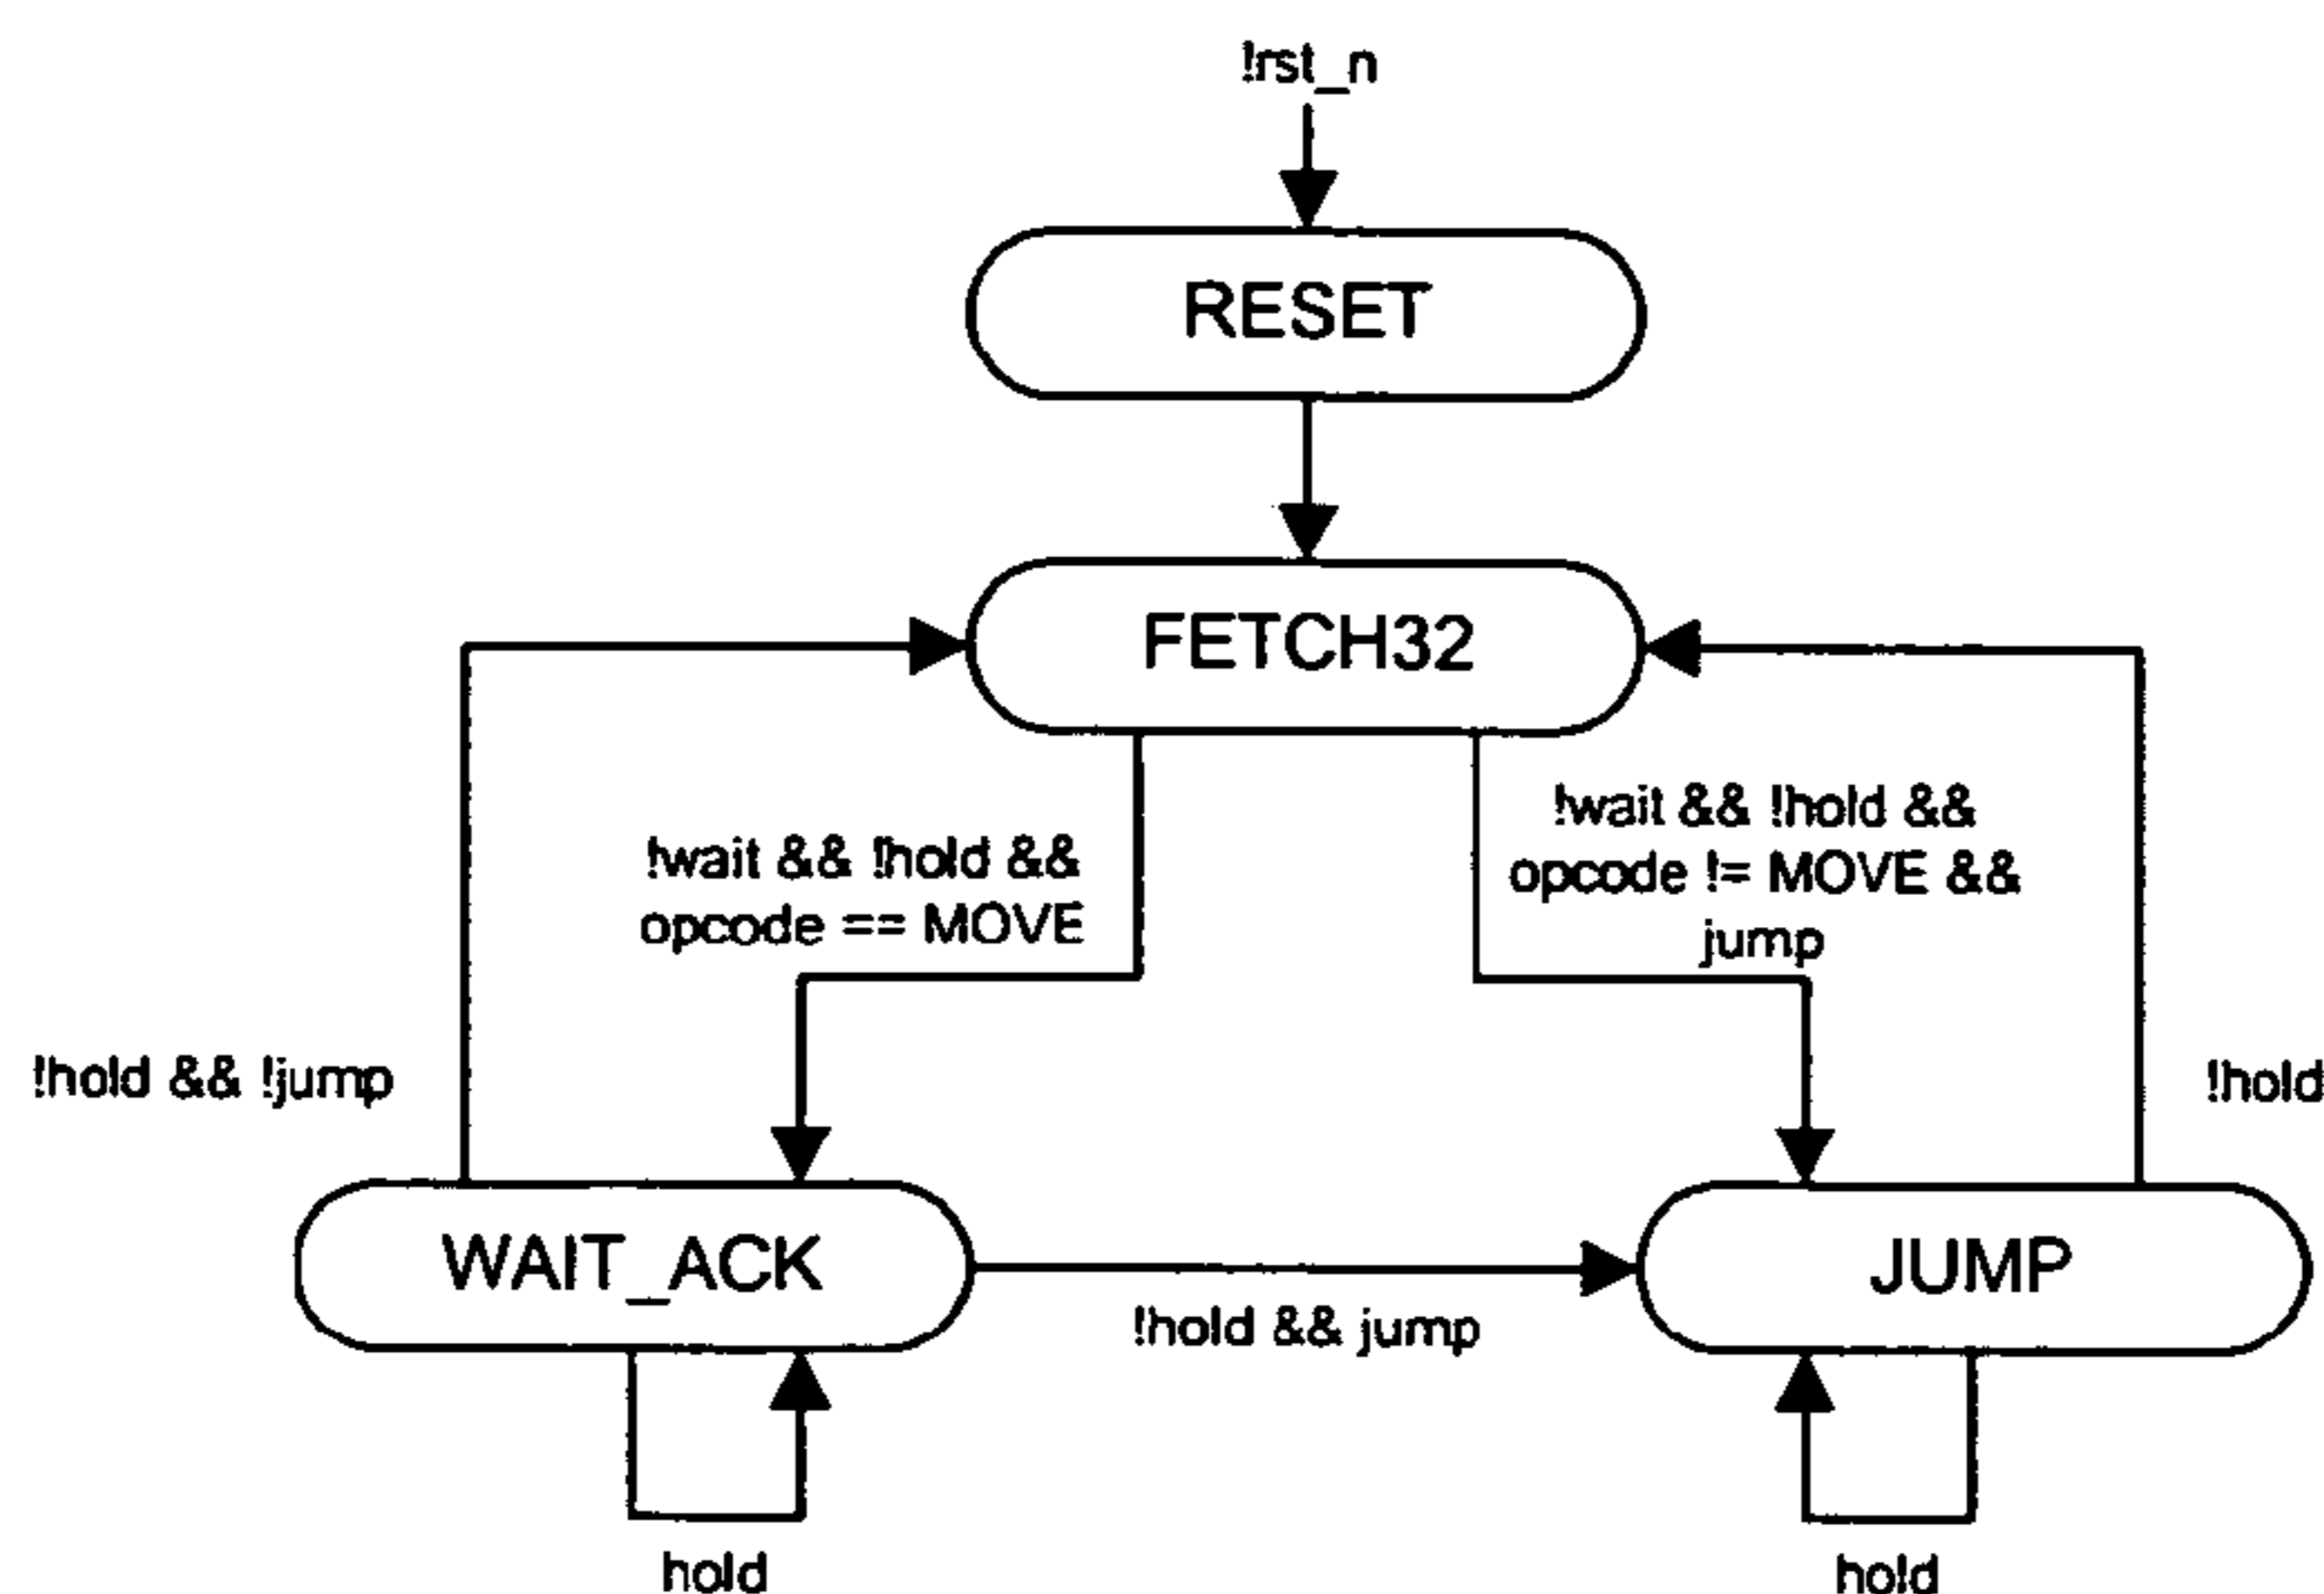 !rst_n
RESET
FETCH32
!wait && !hold &&
opcode == MOVE
!wait && !hold &&
opcode != MOVE &&
jump
!hold && !jump
!hold
WAIT_ACK
JUMP
!hold && jump
hold
hold